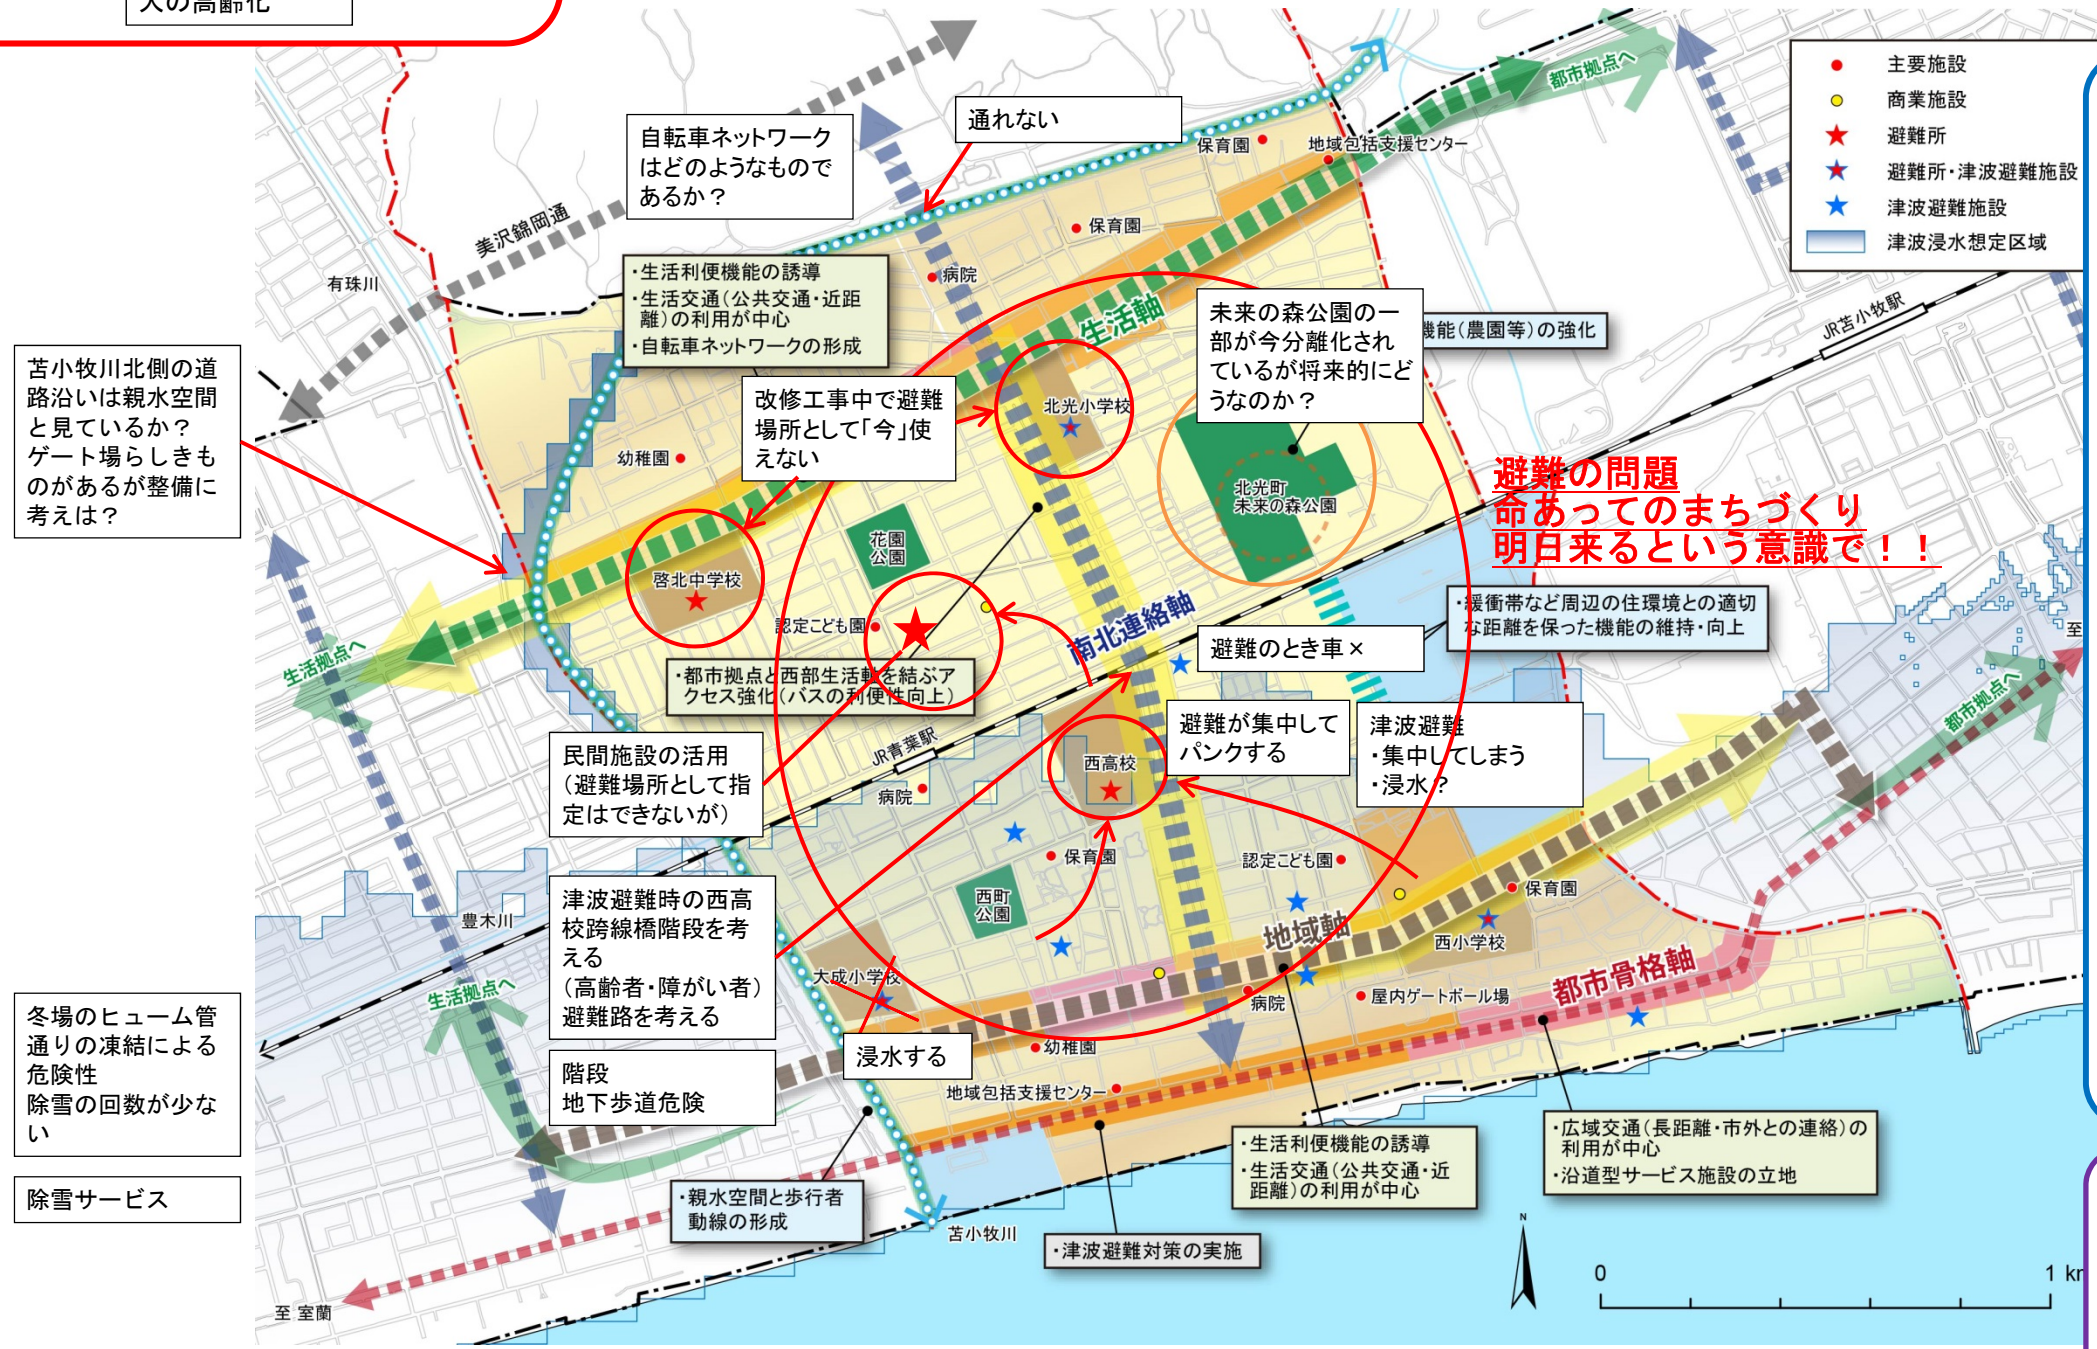 人の高齢化
主要施設
商業施設
避難所
避難所・津波避難施設
津波避難施設
津波浸水想定区域
都市拠点へ
通れない
自転車ネットワーク
はどのようなもので
あるか？
保育園
地域包括支援センター
美沢錦岡通
保育園
有珠川
病院
・生活利便機能の誘導
・生活交通（公共交通・近距
離）の利用が中心
・自転車ネットワークの形成
生活軸
未来の森公園の一
部が今分離化され
ているが将来的にど
うなのか？
機能（農園等）の強化
JR苫小牧駅
苫小牧川北側の道
路沿いは親水空間
と見ているか？
ゲート場らしきも
のがあるが整備に
考えは？
改修工事中で避難
場所として「今」使
えない
北光小学校
幼稚園
北光町
未来の森公園
避難の問題
命あってのまちづくり
明日来るという意識で！！
花園
公園
啓北中学校
認定こども園
南北連絡軸
避難のとき車×
・緩衝帯など周辺の住環境との適切
な距離を保った機能の維持・向上
至
生活拠点へ
・都市拠点と西部生活軸を結ぶア
クセス強化（バスの利便性向上）
都市拠点へ
JR青葉駅
民間施設の活用
（避難場所として指
定はできないが）
避難が集中して
パンクする
津波避難
・集中してしまう
・浸水？
西高校
病院
保育園
認定こども園
保育園
西町
公園
津波避難時の西高
校跨線橋階段を考
える
（高齢者・障がい者）
避難路を考える
豊木川
地域軸
西小学校
大成小学校
都市骨格軸
生活拠点へ
病院
屋内ゲートボール場
冬場のヒューム管
通りの凍結による
危険性
除雪の回数が少な
い
浸水する
幼稚園
階段
地下歩道危険
地域包括支援センター
・生活利便機能の誘導
・生活交通（公共交通・近
距離）の利用が中心
・広域交通（長距離・市外との連絡）の
利用が中心
・沿道型サービス施設の立地
除雪サービス
・親水空間と歩行者
動線の形成
苫小牧川
・津波避難対策の実施
N
0
1 km
至 室蘭